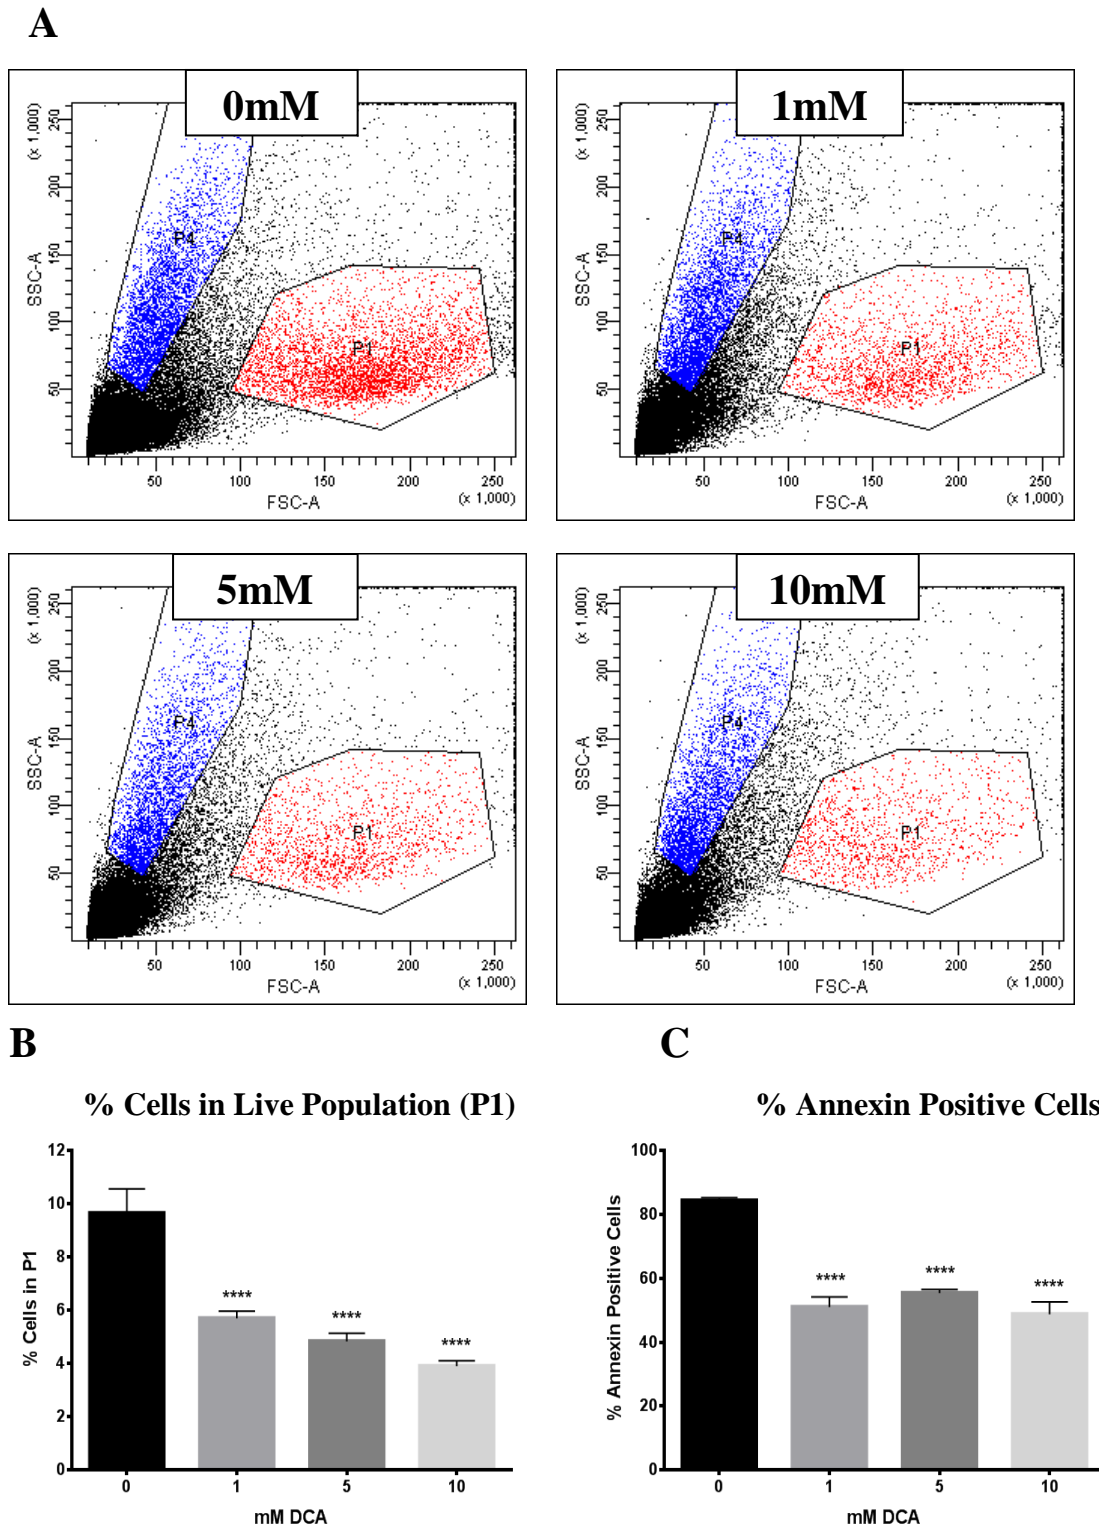 A
0mM
(x 1,000)
250
200
150
100
50
SSC-A
P4
P1
50 100 150 200 250
FSC-A
(x 1,000)
1mM
(x 1,000)
250
200
150
100
50
SSC-A
P4
P1
50 100 150 200 250
FSC-A
(x 1,000)
5mM
(x 1,000)
250
200
150
100
50
SSC-A
P4
P1
50 100 150 200 250
FSC-A
(x 1,000)
10mM
(x 1,000)
250
200
150
100
50
SSC-A
P4
P1
50 100 150 200 250
FSC-A
(x 1,000)
B
% Cells in Live Population (P1)
12
10
8
6
4
2
0
% Cells in P1
**** **** ****
0 1 5 10
mM DCA
C
% Annexin Positive Cells
100
80
60
40
20
0
% Annexin Positive Cells
**** **** ****
0 1 5 10
mM DCA